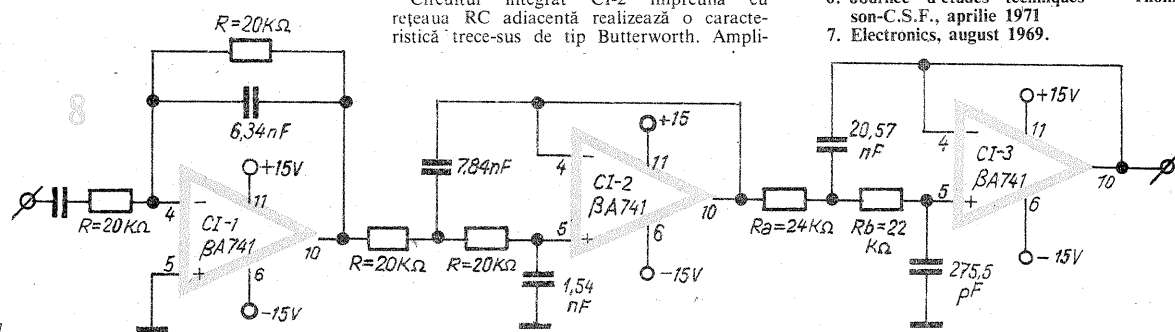 Circuitul integrat CI-2 împreună cu
rețeaua RC adiacentă realizează o caracte-
ristică trece-sus de tip Butterworth. Ampli-
son-C.S.F., aprilie 1971
7. Electronics, august 1969.
8
R=20KΩ
6,34nF
+15V
R=20KΩ
4
-
11
CI-1
βA741
10
5
+
6
-15V
7,84nF
+15
4
-
11
CI-2
βA741
10
R=20KΩ
R=20KΩ
5
+
6
-15V
1,54
nF
20,57
nF
+15V
4
-
11
CI-3
βA741
10
Ra=24KΩ
Rb=22
KΩ
5
+
6
-15V
275,5
pF